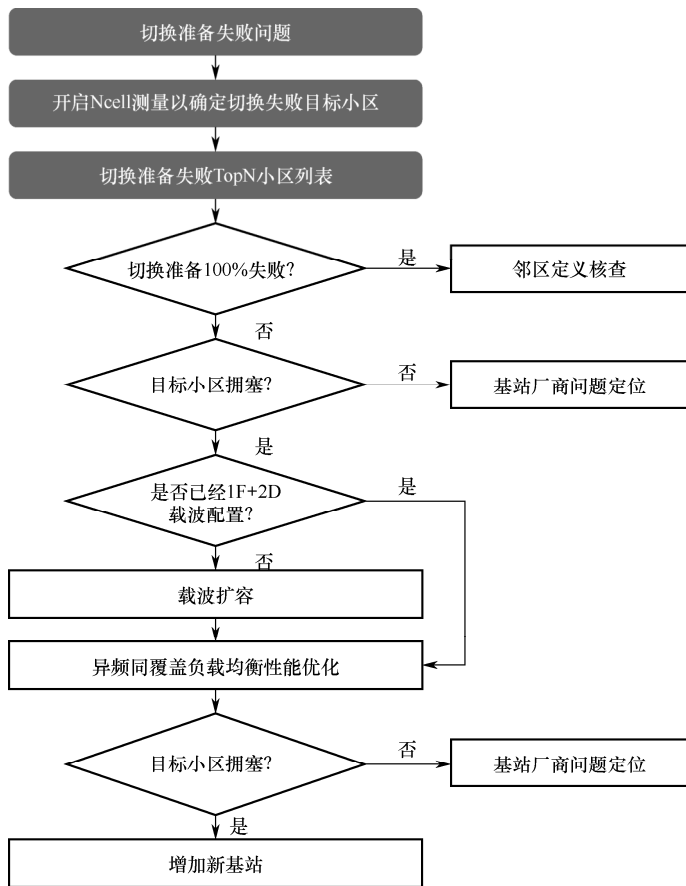 切换准备失败问题
开启Ncell测量以确定切换失败目标小区
切换准备失败TopN小区列表
切换准备100%失败?
是
邻区定义核查
否
目标小区拥塞?
否
基站厂商问题定位
是
是否已经1F+2D
载波配置?
是
否
载波扩容
异频同覆盖负载均衡性能优化
目标小区拥塞?
否
基站厂商问题定位
是
增加新基站